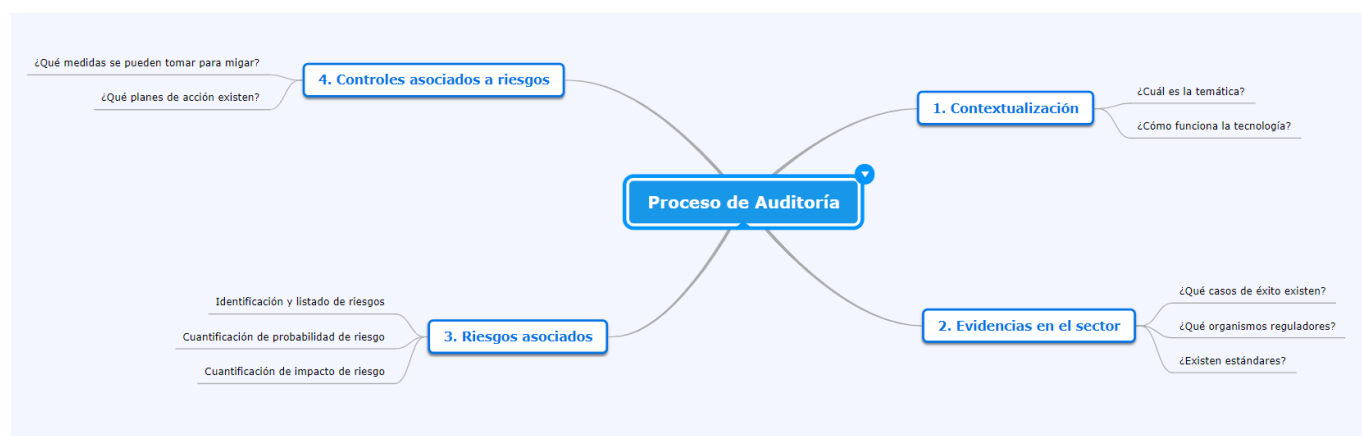 Proceso de Auditoría
1. Contextualización
¿Cuál es la temática?
¿Cómo funciona la tecnología?
2. Evidencias en el sector
¿Qué casos de éxito existen?
¿Qué organismos reguladores?
¿Existen estándares?
3. Riesgos asociados
Identificación y listado de riesgos
Cuantificación de probabilidad de riesgo
Cuantificación de impacto de riesgo
4. Controles asociados a riesgos
¿Qué medidas se pueden tomar para migar?
¿Qué planes de acción existen?